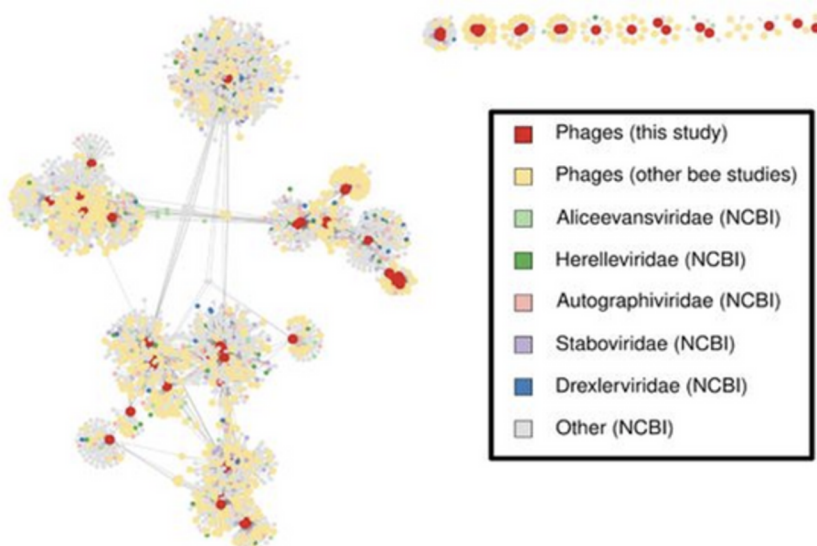 Phages (this study)
Phages (other bee studies)
Aliceevansviridae (NCBI)
Herelleviridae (NCBI)
Autographiviridae (NCBI)
Staboviridae (NCBI)
Drexlerviridae (NCBI)
Other (NCBI)